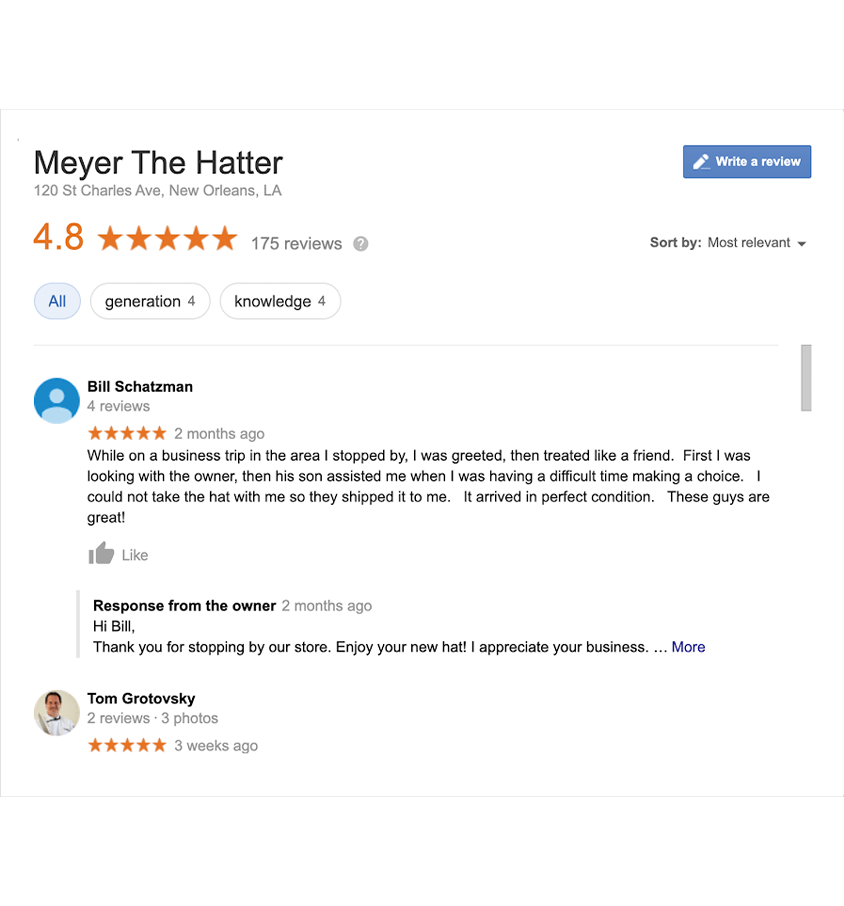 Meyer The Hatter
Write a review
120 St Charles Ave, New Orleans, LA
4.8 175 reviews ?
Sort by: Most relevant
All generation 4 knowledge 4
Bill Schatzman
4 reviews
2 months ago
While on a business trip in the area I stopped by, I was greeted, then treated like a friend. First I was
looking with the owner, then his son assisted me when I was having a difficult time making a choice. I
could not take the hat with me so they shipped it to me. It arrived in perfect condition. These guys are
great!
Like
Response from the owner 2 months ago
Hi Bill,
Thank you for stopping by our store. Enjoy your new hat! I appreciate your business. … More
Tom Grotovsky
2 reviews · 3 photos
3 weeks ago